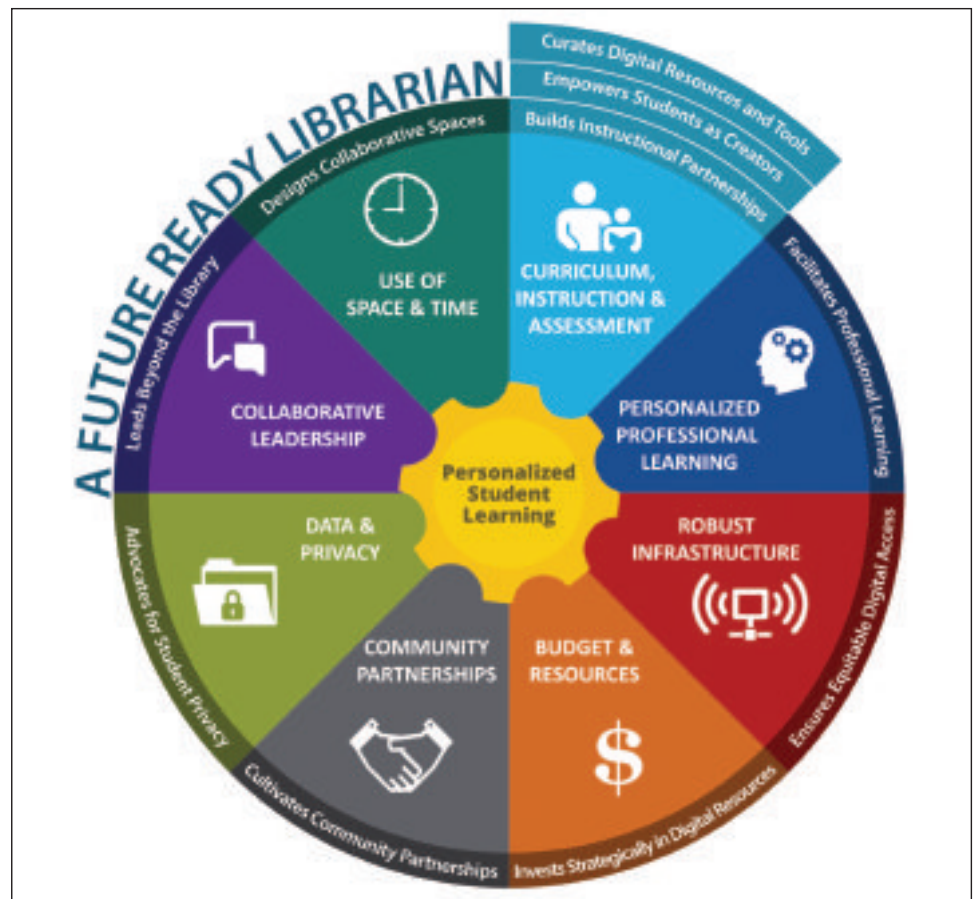 A FUTURE READY LIBRARIAN
Curates Digital Resources and Tools
Empowers Students as Creators
Builds Instructional Partnerships
CURRICULUM,
INSTRUCTION &
ASSESSMENT
Facilitates Professional Learning
PERSONALIZED
PROFESSIONAL
LEARNING
Ensures Equitable Digital Access
ROBUST
INFRASTRUCTURE
Invests Strategically in Digital Resources
BUDGET &
RESOURCES
$
Cultivates Community Partnerships
COMMUNITY
PARTNERSHIPS
Advocates for Student Privacy
DATA &
PRIVACY
Leads Beyond the Library
COLLABORATIVE
LEADERSHIP
Designs Collaborative Spaces
USE OF
SPACE & TIME
Personalized
Student
Learning